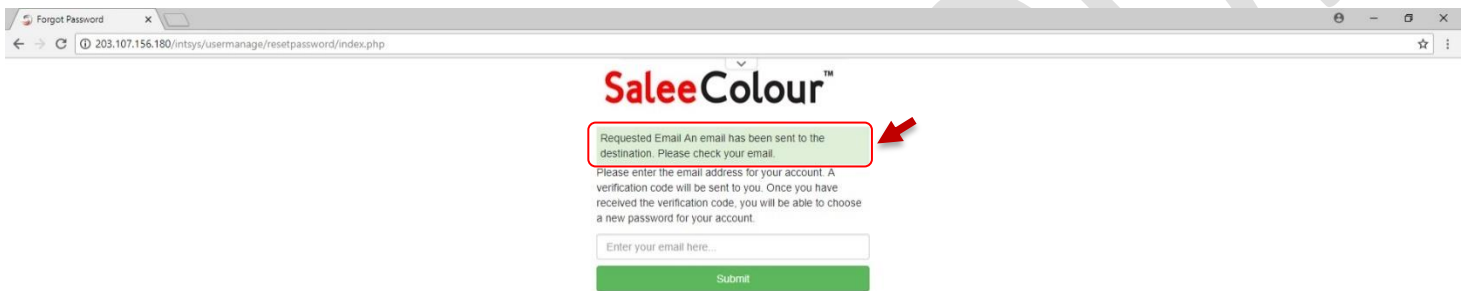 Forgot Password
203.107.156.180/intsys/usermanage/resetpassword/index.php
SaleeColour™
Requested Email An email has been sent to the
destination. Please check your email.
Please enter the email address for your account. A
verification code will be sent to you. Once you have
received the verification code, you will be able to choose
a new password for your account.
Enter your email here...
Submit